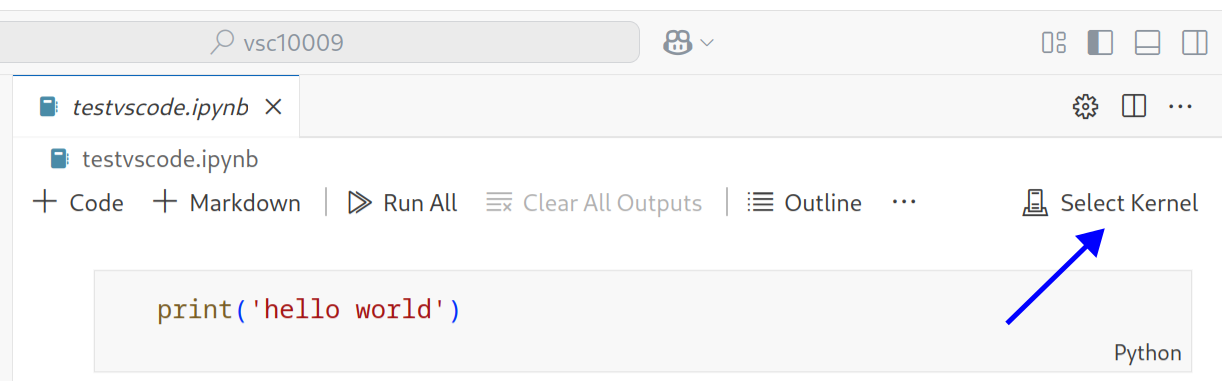 vsc10009
testvscode.ipynb
testvscode.ipynb
Code Markdown Run All Clear All Outputs Outline ... Select Kernel
print('hello world')
Python